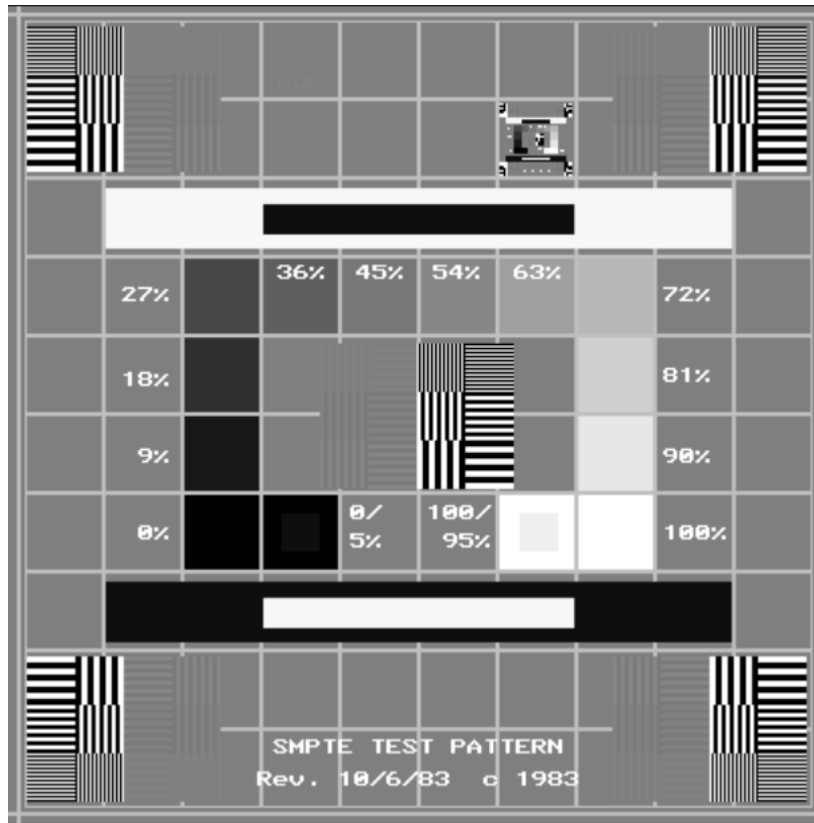 36% 45% 54% 63%
27% 72%
18% 81%
9% 90%
0% 0/ 100/ 100%
5% 95%
SMPTE TEST PATTERN
Rev. 10/6/83 c 1983